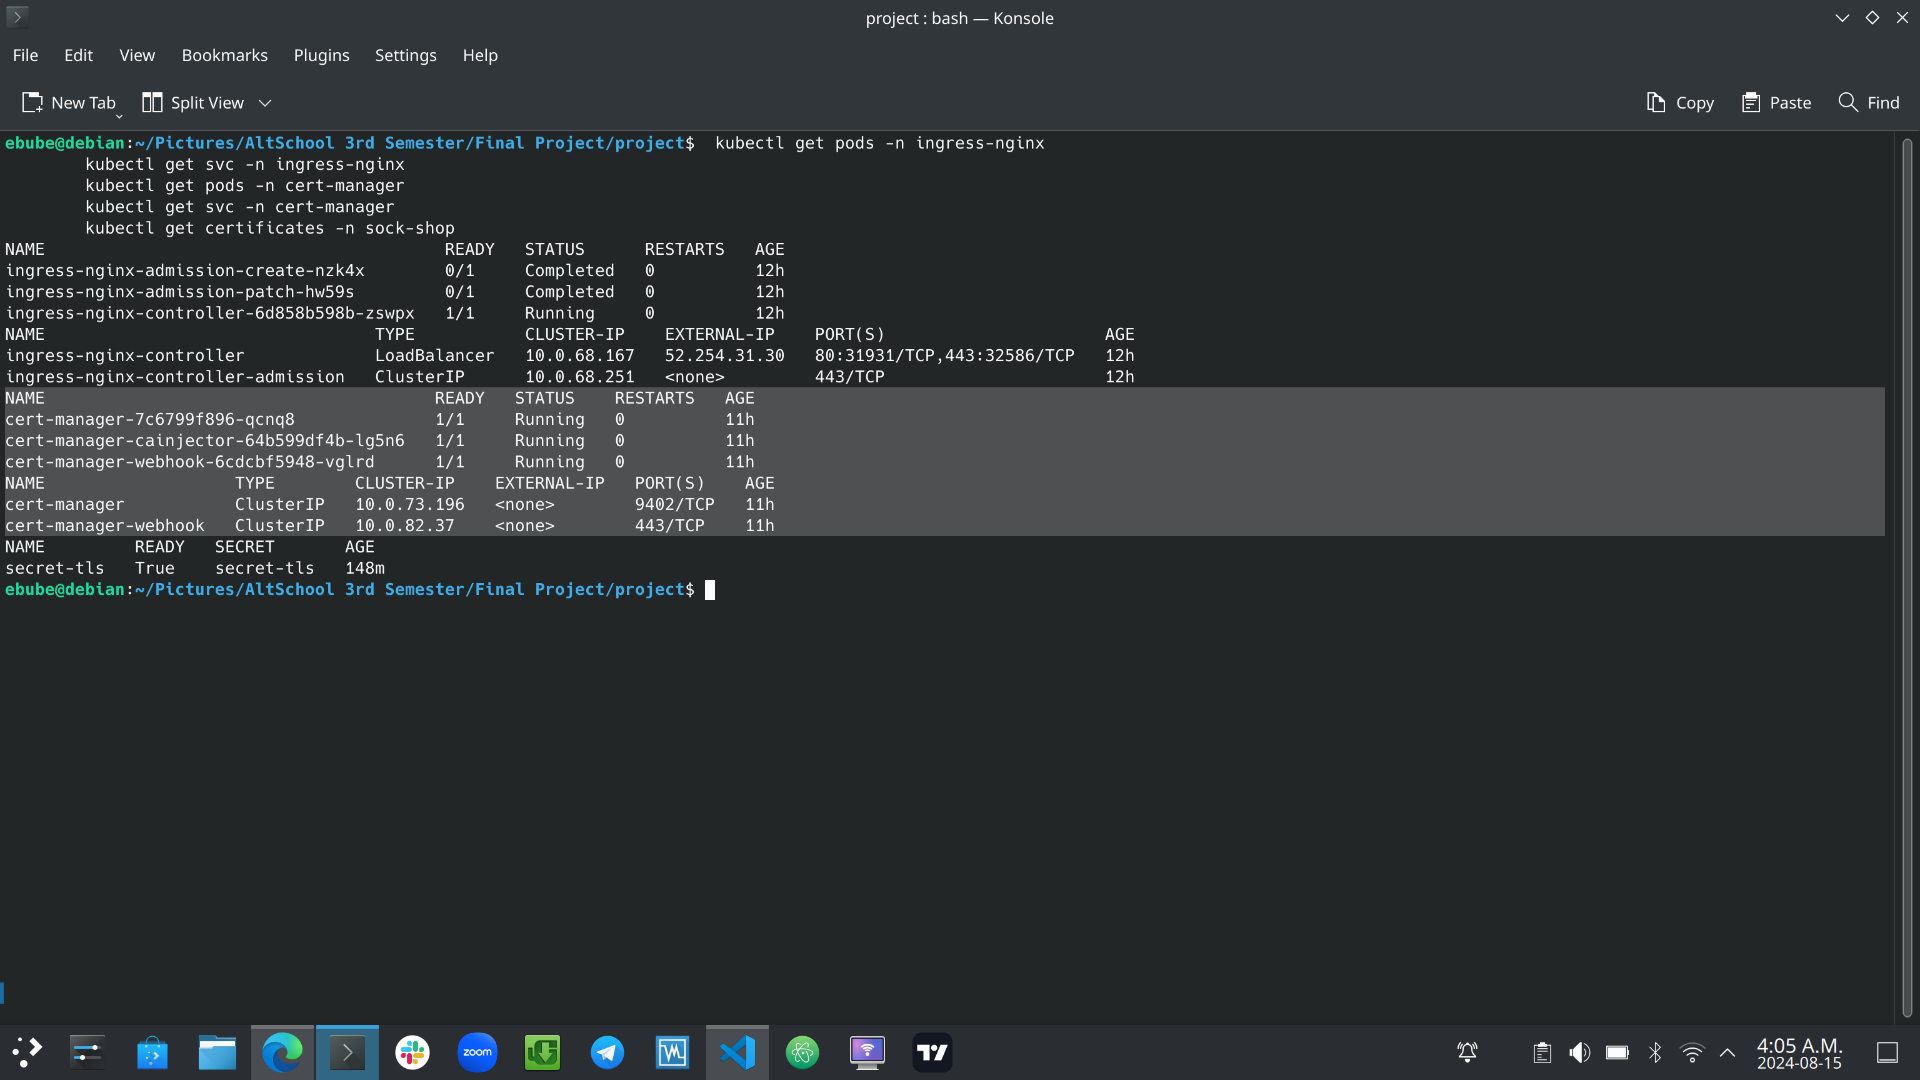 project : bash — Konsole
File Edit View Bookmarks Plugins Settings Help
New Tab Split View Copy Paste Find
ebube@debian:~/Pictures/AltSchool 3rd Semester/Final Project/project$  kubectl get pods -n ingress-nginx
        kubectl get svc -n ingress-nginx
        kubectl get pods -n cert-manager
        kubectl get svc -n cert-manager
        kubectl get certificates -n sock-shop
NAME                                        READY   STATUS      RESTARTS   AGE
ingress-nginx-admission-create-nzk4x        0/1     Completed   0          12h
ingress-nginx-admission-patch-hw59s         0/1     Completed   0          12h
ingress-nginx-controller-6d858b598b-zswpx   1/1     Running     0          12h
NAME                                 TYPE           CLUSTER-IP    EXTERNAL-IP    PORT(S)                      AGE
ingress-nginx-controller             LoadBalancer   10.0.68.167   52.254.31.30   80:31931/TCP,443:32586/TCP   12h
ingress-nginx-controller-admission   ClusterIP      10.0.68.251   <none>         443/TCP                      12h
NAME                                       READY   STATUS    RESTARTS   AGE
cert-manager-7c6799f896-qcnq8              1/1     Running   0          11h
cert-manager-cainjector-64b599df4b-lg5n6   1/1     Running   0          11h
cert-manager-webhook-6cdcbf5948-vglrd      1/1     Running   0          11h
NAME                   TYPE        CLUSTER-IP    EXTERNAL-IP   PORT(S)    AGE
cert-manager           ClusterIP   10.0.73.196   <none>        9402/TCP   11h
cert-manager-webhook   ClusterIP   10.0.82.37    <none>        443/TCP    11h
NAME         READY   SECRET       AGE
secret-tls   True    secret-tls   148m
ebube@debian:~/Pictures/AltSchool 3rd Semester/Final Project/project$
zoom
4:05 A.M.
2024-08-15